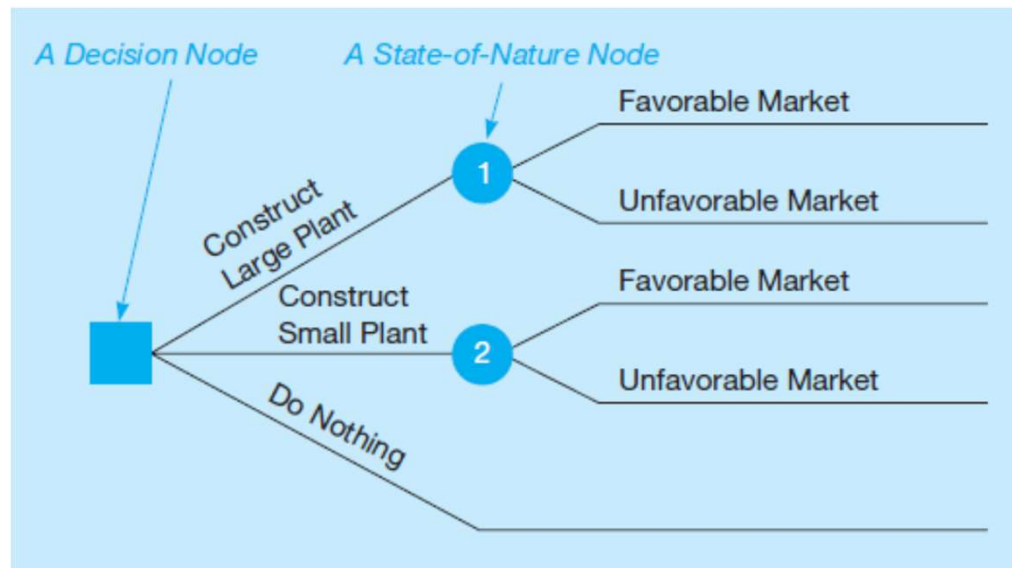 A Decision Node
A State-of-Nature Node
Favorable Market
1
Unfavorable Market
Construct
Large Plant
Favorable Market
Construct
Small Plant
2
Unfavorable Market
Do Nothing